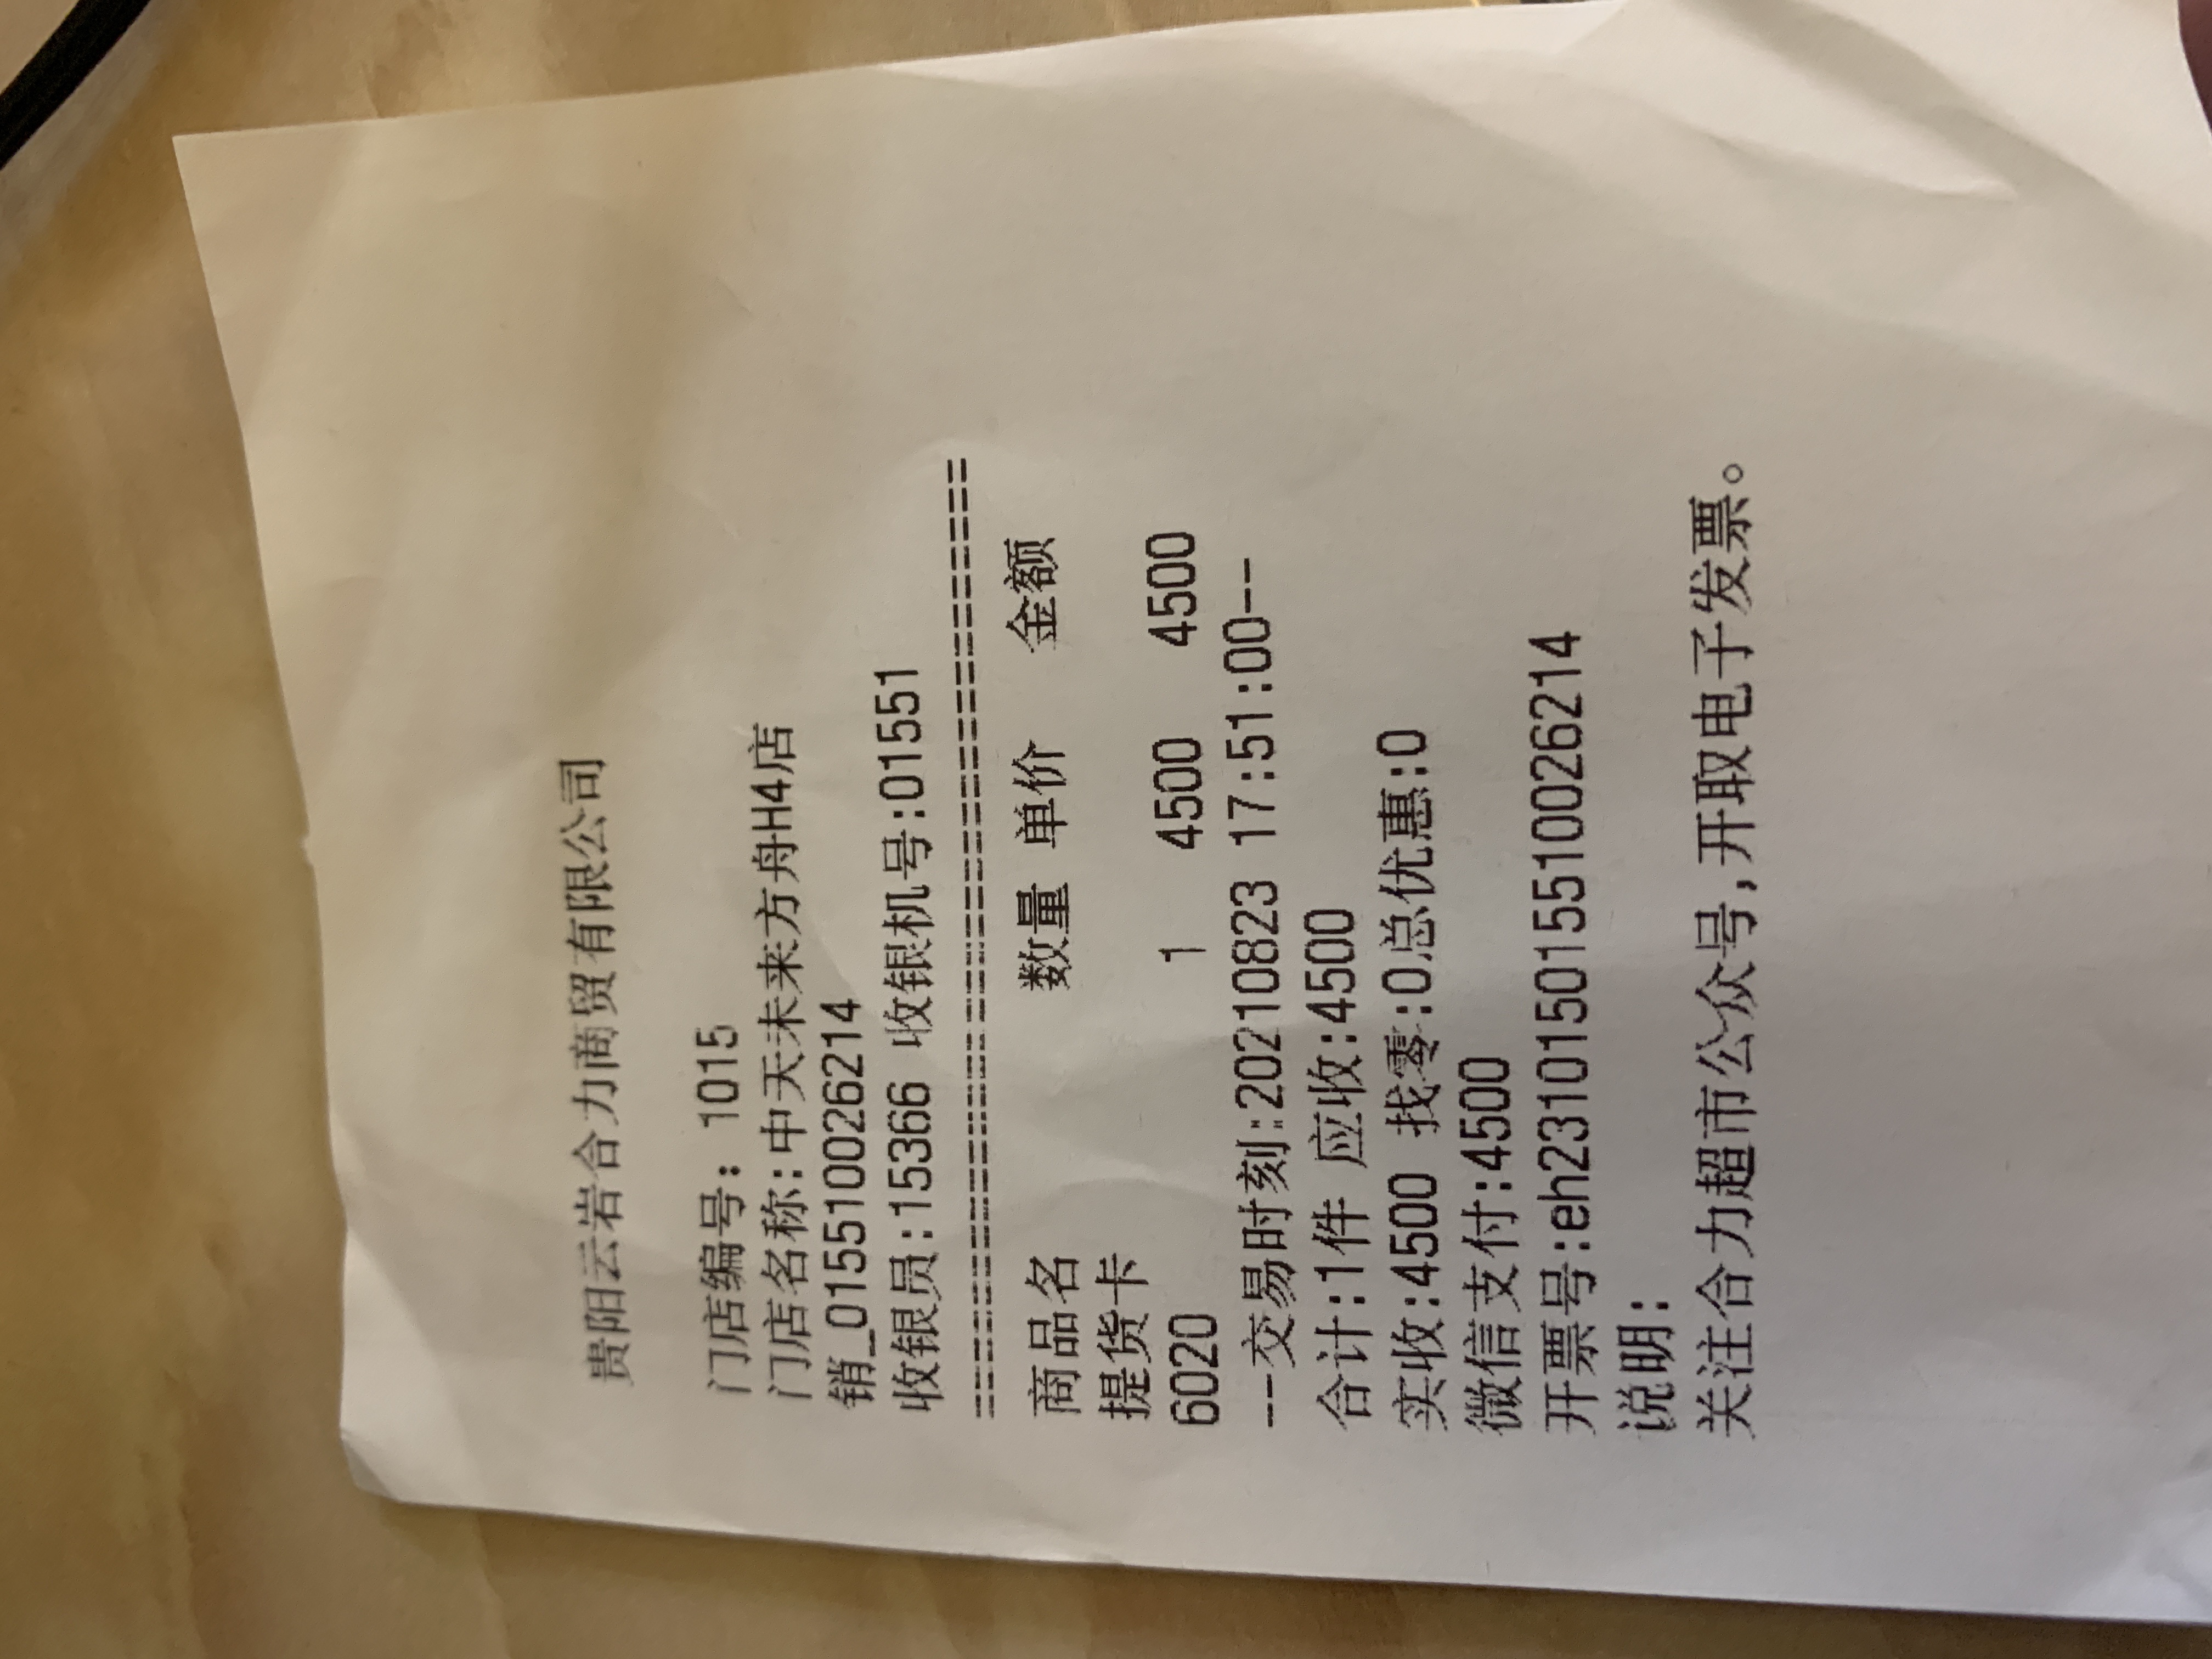 贵阳云岩合力商贸有限公司
门店编号: 1015
门店名称:中天未来方舟H4店
销_015510026214
收银员:15366 收银机号:01551
================================
商品名 数量 单价 金额
提货卡
6020 1 4500 4500
--交易时刻:20210823 17:51:00--
合计:1件 应收:4500
实收:4500 找零:0总优惠:0
微信支付:4500
开票号:eh231015015510026214
说明:
关注合力超市公众号,开取电子发票。